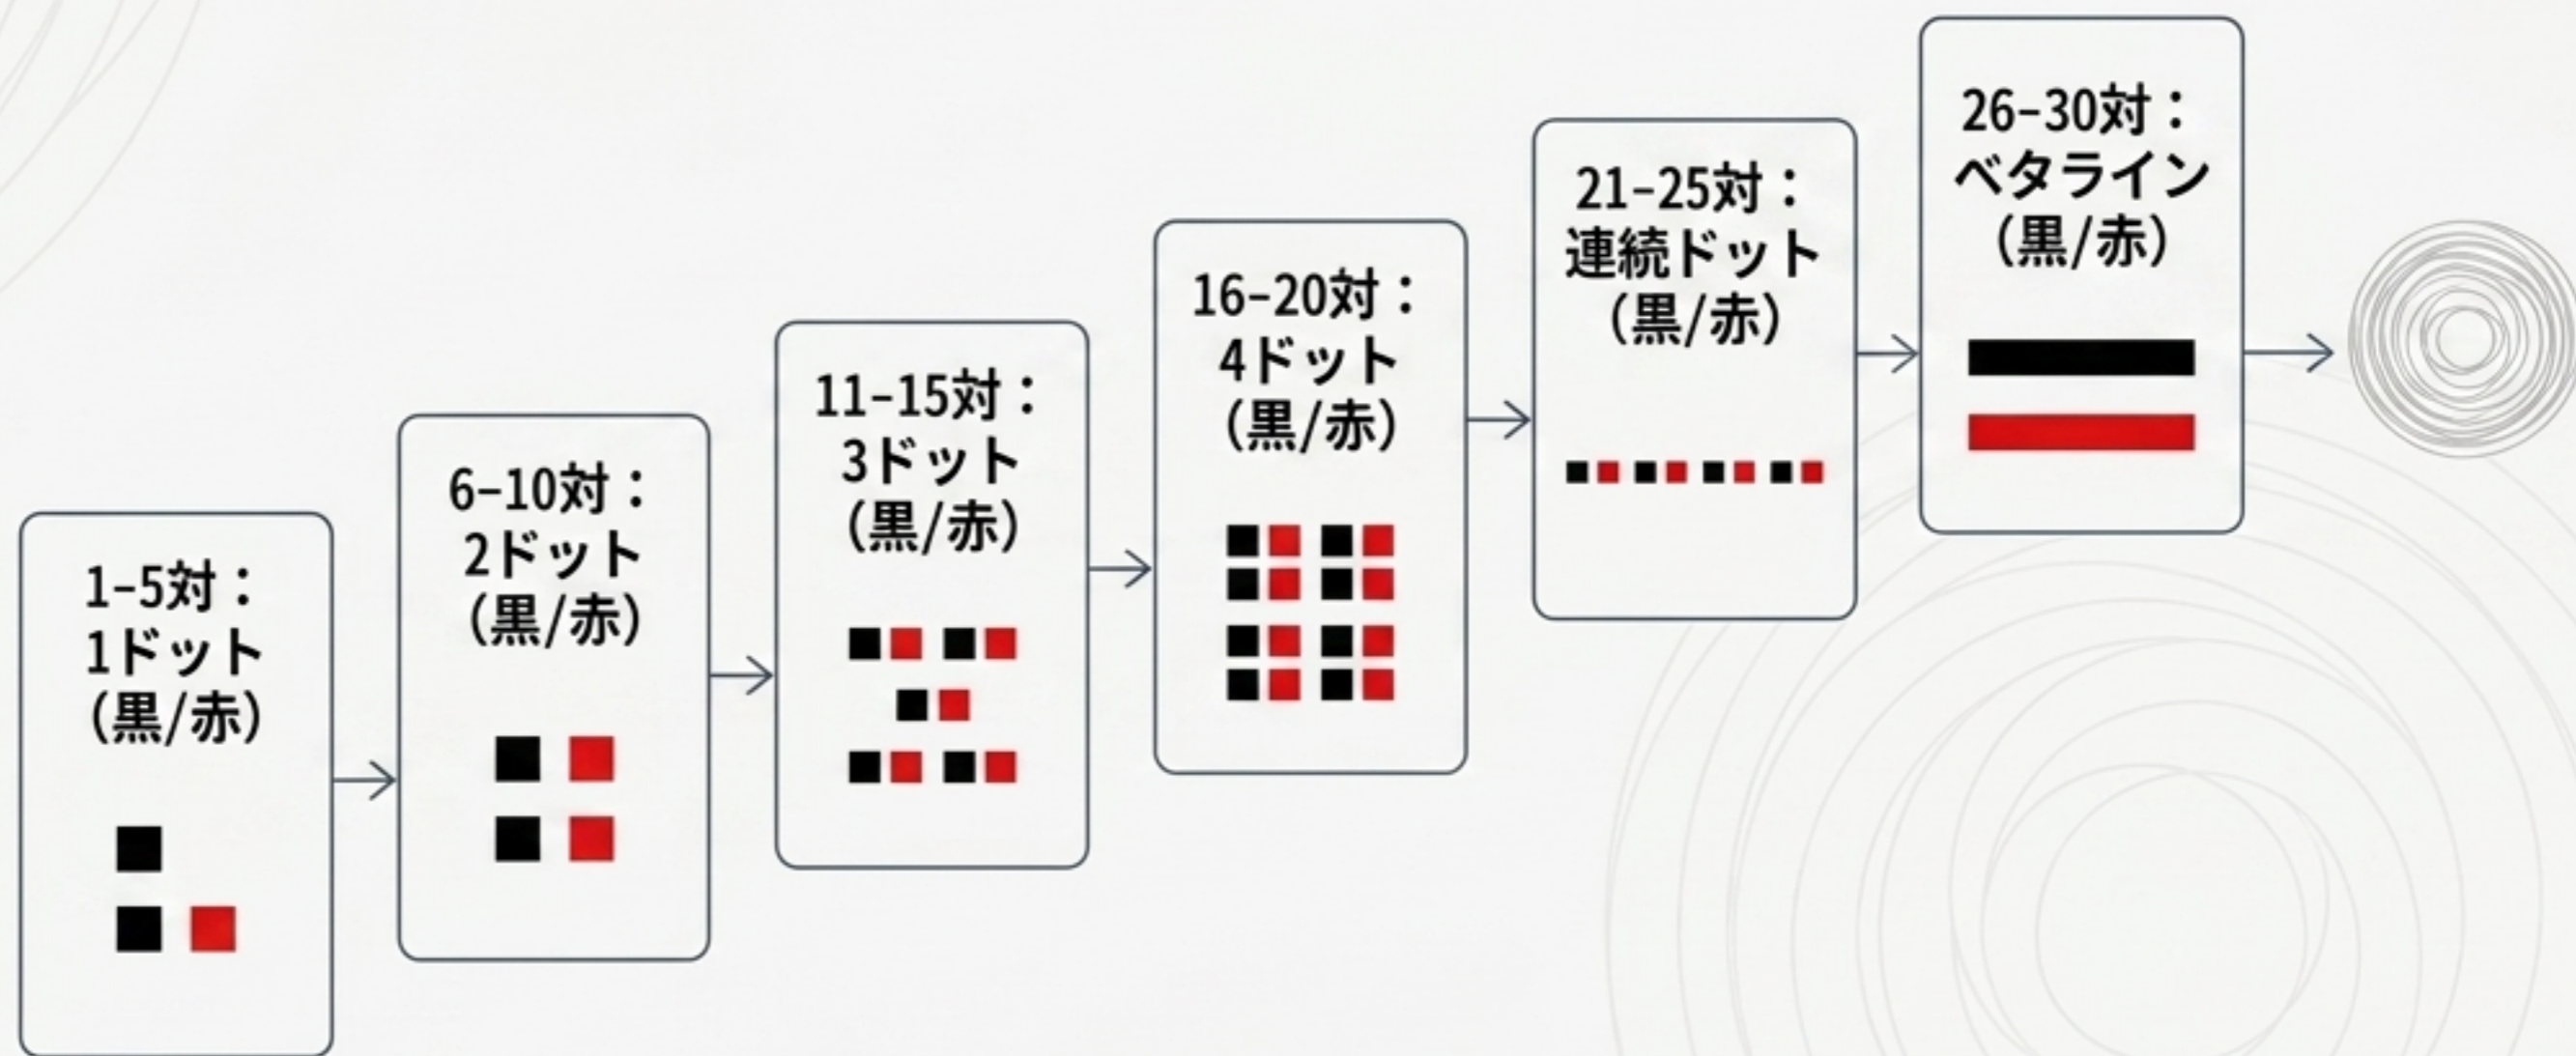 1–5対：
1ドット
（黒/赤）
6–10対：
2ドット
（黒/赤）
11–15対：
3ドット
（黒/赤）
16–20対：
4ドット
（黒/赤）
21–25対：
連続ドット
（黒/赤）
26–30対：
ベタライン
（黒/赤）